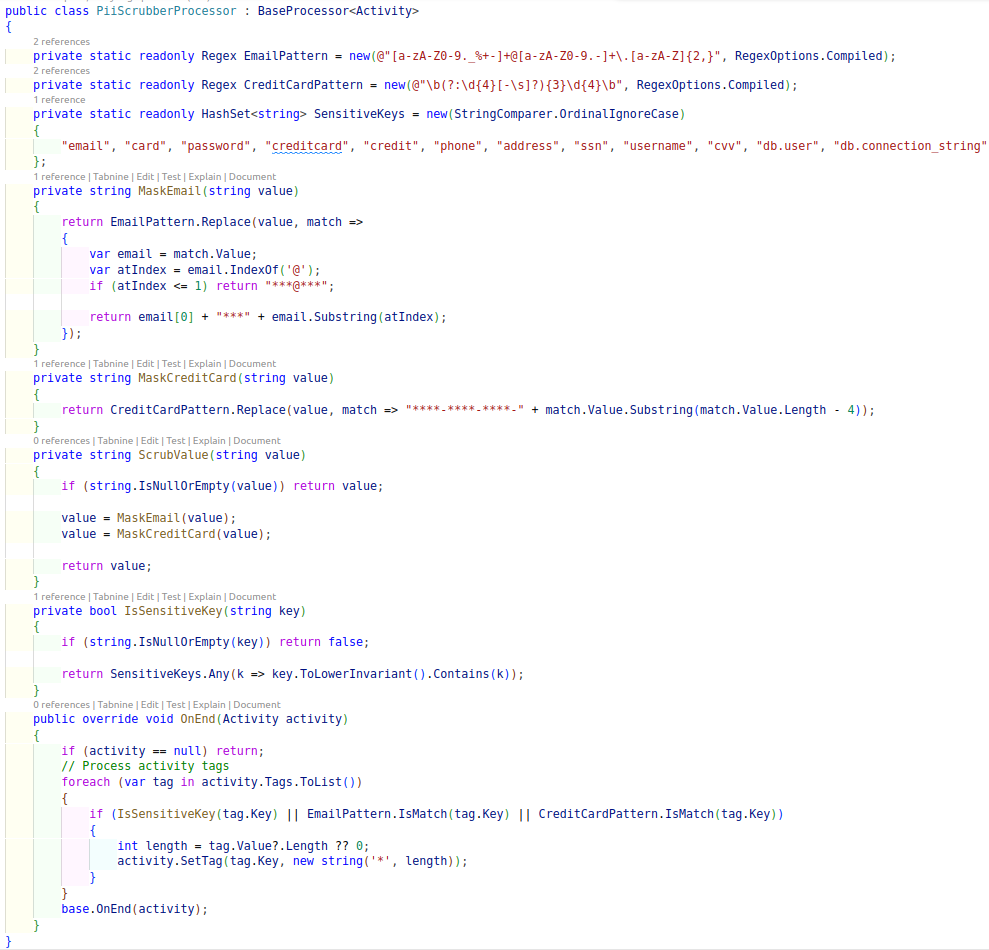 public class PiiScrubberProcessor : BaseProcessor<Activity>
{
2 references
private static readonly Regex EmailPattern = new(@"[a-zA-Z0-9._%+-]+@[a-zA-Z0-9.-]+\.[a-zA-Z]{2,}", RegexOptions.Compiled);
2 references
private static readonly Regex CreditCardPattern = new(@"\b(?:\d{4}[-\s]?){3}\d{4}\b", RegexOptions.Compiled);
1 reference
private static readonly HashSet<string> SensitiveKeys = new(StringComparer.OrdinalIgnoreCase)
{
"email", "card", "password", "creditcard", "credit", "phone", "address", "ssn", "username", "cvv", "db.user", "db.connection_string"
};
1 reference | Tabnine | Edit | Test | Explain | Document
private string MaskEmail(string value)
{
return EmailPattern.Replace(value, match =>
{
var email = match.Value;
var atIndex = email.IndexOf('@');
if (atIndex <= 1) return "***@***";
return email[0] + "***" + email.Substring(atIndex);
});
}
1 reference | Tabnine | Edit | Test | Explain | Document
private string MaskCreditCard(string value)
{
return CreditCardPattern.Replace(value, match => "****-****-****-" + match.Value.Substring(match.Value.Length - 4));
}
0 references | Tabnine | Edit | Test | Explain | Document
private string ScrubValue(string value)
{
if (string.IsNullOrEmpty(value)) return value;
value = MaskEmail(value);
value = MaskCreditCard(value);
return value;
}
1 reference | Tabnine | Edit | Test | Explain | Document
private bool IsSensitiveKey(string key)
{
if (string.IsNullOrEmpty(key)) return false;
return SensitiveKeys.Any(k => key.ToLowerInvariant().Contains(k));
}
0 references | Tabnine | Edit | Test | Explain | Document
public override void OnEnd(Activity activity)
{
if (activity == null) return;
// Process activity tags
foreach (var tag in activity.Tags.ToList())
{
if (IsSensitiveKey(tag.Key) || EmailPattern.IsMatch(tag.Key) || CreditCardPattern.IsMatch(tag.Key))
{
int length = tag.Value?.Length ?? 0;
activity.SetTag(tag.Key, new string('*', length));
}
}
base.OnEnd(activity);
}
}